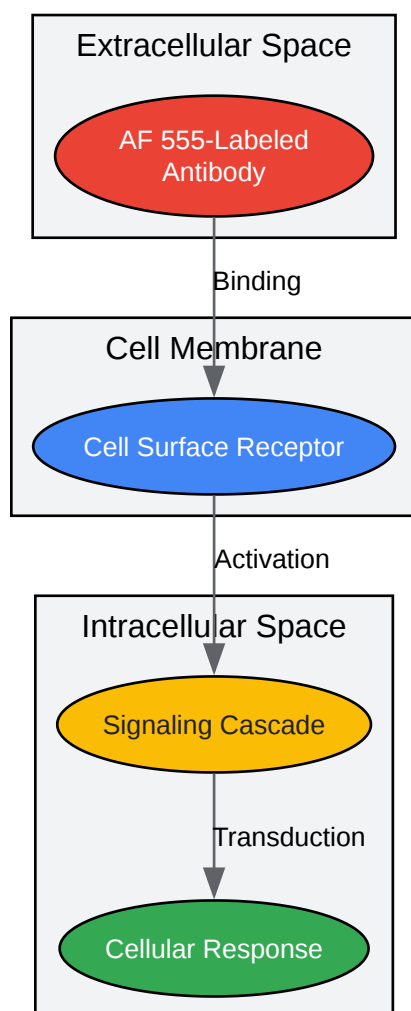 Extracellular Space
AF 555-Labeled
Antibody
Binding
Cell Membrane
Cell Surface Receptor
Activation
Intracellular Space
Signaling Cascade
Transduction
Cellular Response